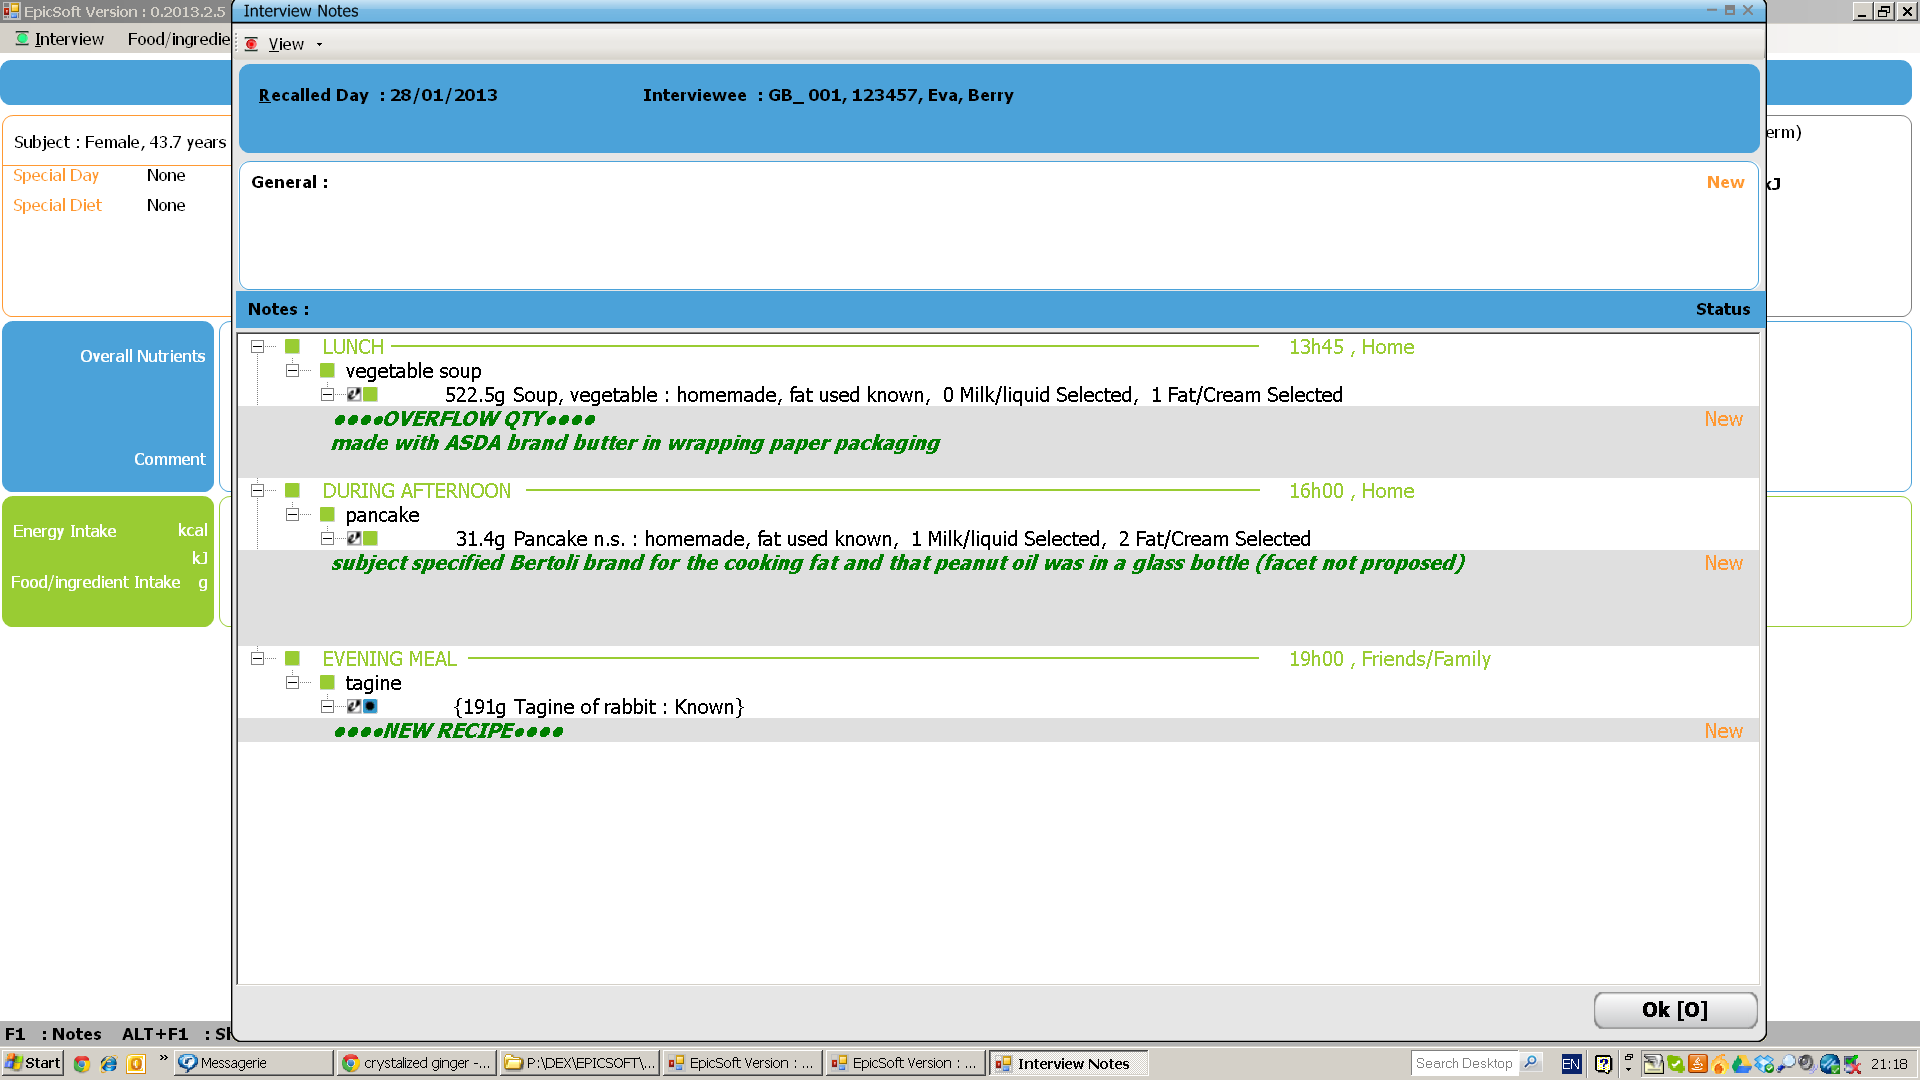 EpicSoft Version : 0.2013.2.5
Interview Notes
Interview Food/ingredie
View
Recalled Day : 28/01/2013 Interviewee : GB_ 001, 123457, Eva, Berry
Subject : Female, 43.7 years
erm)
Special Day None
Special Diet None
General : New
kJ
Notes : Status
LUNCH 13h45 , Home
vegetable soup
522.5g Soup, vegetable : homemade, fat used known, 0 Milk/liquid Selected, 1 Fat/Cream Selected
••••OVERFLOW QTY•••• New
made with ASDA brand butter in wrapping paper packaging
Overall Nutrients
Comment
DURING AFTERNOON 16h00 , Home
pancake
31.4g Pancake n.s. : homemade, fat used known, 1 Milk/liquid Selected, 2 Fat/Cream Selected
subject specified Bertoli brand for the cooking fat and that peanut oil was in a glass bottle (facet not proposed) New
Energy Intake kcal
kJ
Food/ingredient Intake g
EVENING MEAL 19h00 , Friends/Family
tagine
{191g Tagine of rabbit : Known}
••••NEW RECIPE•••• New
Ok [O]
F1 : Notes ALT+F1 : Sh
Start Messagerie crystalized ginger -... P:\DEX\EPICSOFT\... EpicSoft Version : ... EpicSoft Version : ... Interview Notes Search Desktop EN 21:18